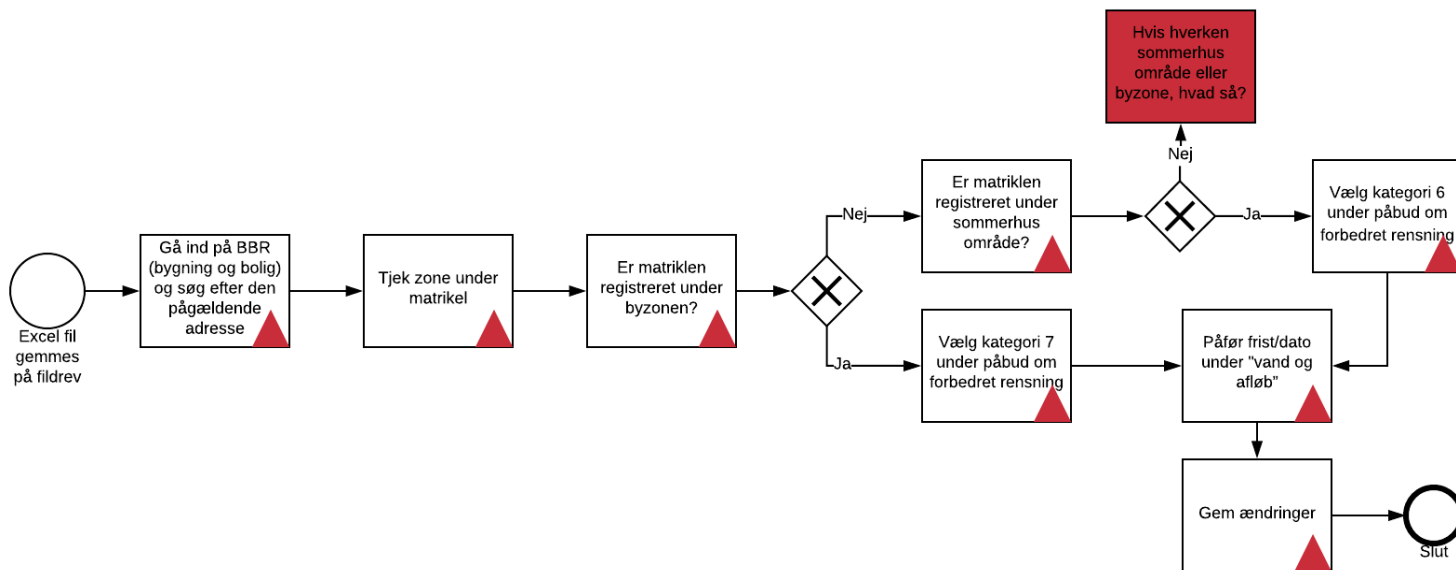 Excel fil
gemmes
på fildrev
Gå ind på BBR
(bygning og bolig)
og søg efter den
pågældende
adresse
Tjek zone under
matrikel
Er matriklen
registreret under
byzonen?
Nej
Ja
Er matriklen
registreret under
sommerhus
område?
Nej
Hvis hverken
sommerhus
område eller
byzone, hvad så?
Ja
Vælg kategori 6
under påbud om
forbedret rensning
Vælg kategori 7
under påbud om
forbedret rensning
Påfør frist/dato
under "vand og
afløb"
Gem ændringer
Slut